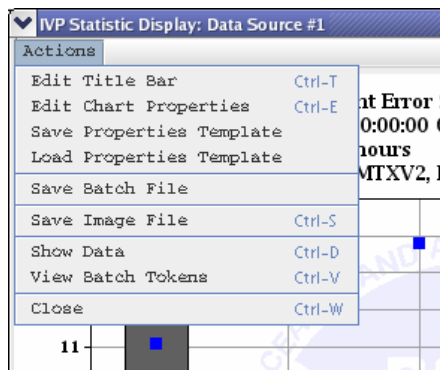 IVP Statistic Display: Data Source #1
Actions
Edit Title Bar Ctrl-T
Edit Chart Properties Ctrl-E
Save Properties Template
Load Properties Template
Save Batch File
Save Image File Ctrl-S
Show Data Ctrl-D
View Batch Tokens Ctrl-V
Close Ctrl-W
nt Error
0:00:00
hours
MTXV2,
11
AND